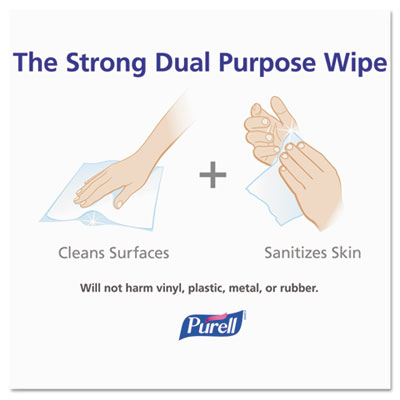 The Strong Dual Purpose Wipe
+
Cleans Surfaces
Sanitizes Skin
Will not harm vinyl, plastic, metal, or rubber.
Purell